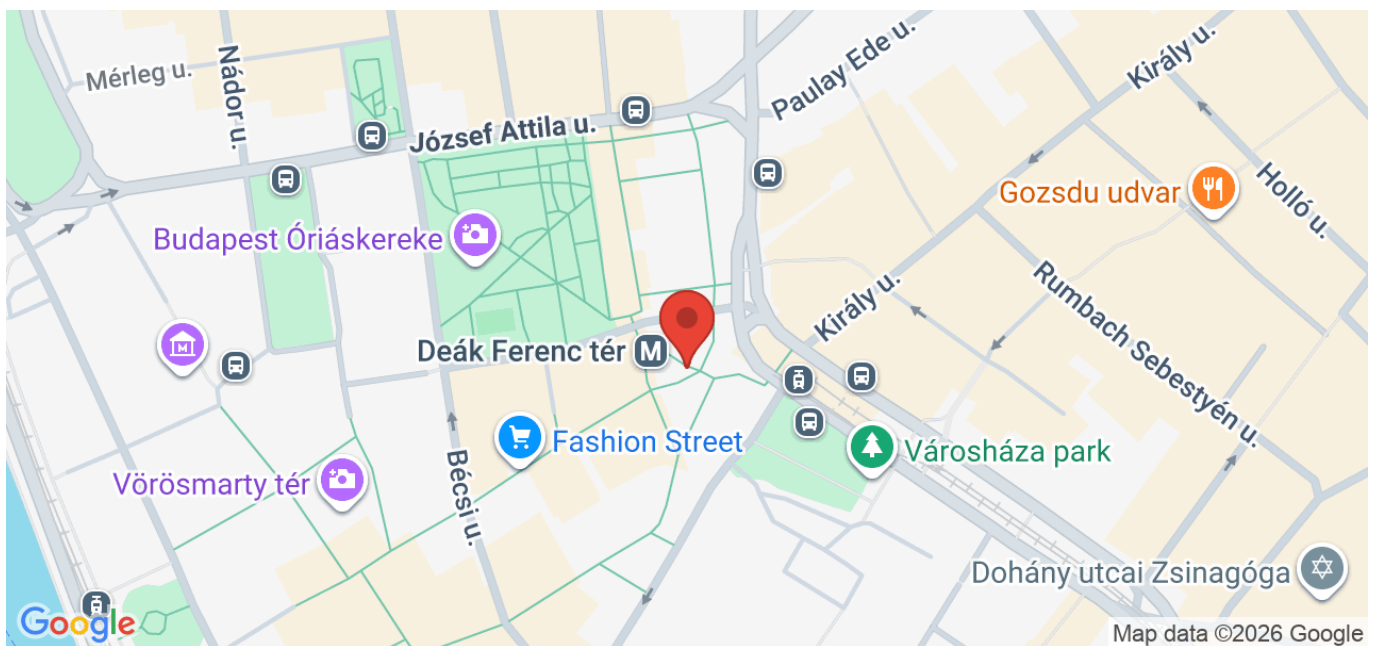 Mérleg u.
Nádor u.
József Attila u.
Paulay Ede u.
Király u.
Holló u.
Gozsdu udvar
Budapest Óriáskereke
Rumbach Sebestyén u.
Király u.
Deák Ferenc tér
M
M
Fashion Street
Városháza park
Vörösmarty tér
Bécsi u.
Dohány utcai Zsinagóga
Google
Map data ©2026 Google